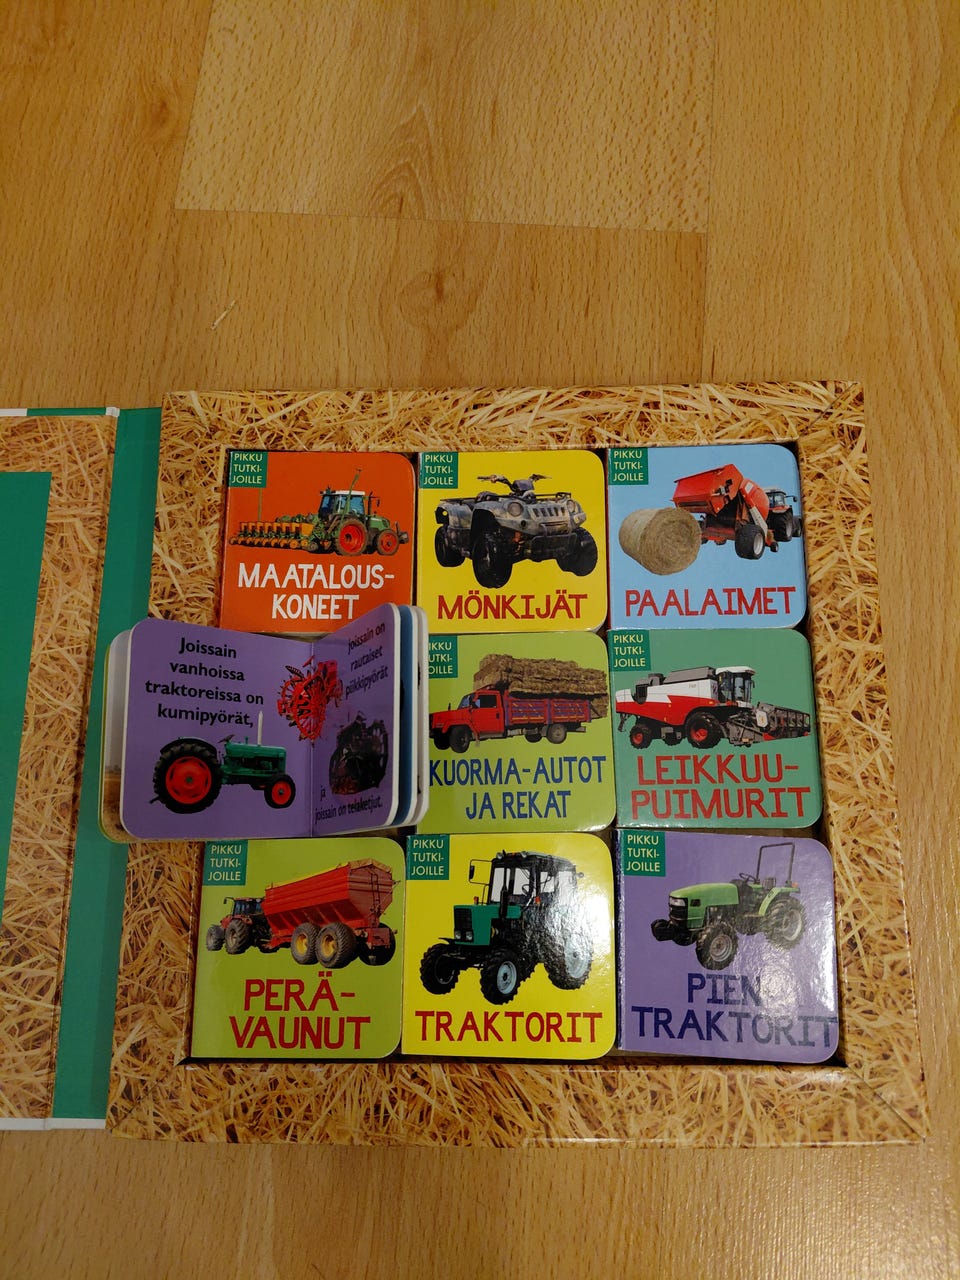 PIKKU
TUTKI-
JOILLE
MAATALOUS-
KONEET
PIKKU
TUTKI-
JOILLE
MÖNKIJÄT
PIKKU
TUTKI-
JOILLE
PAALAIMET
Joissain
vanhoissa
traktoreissa on
kumipyörät,
joissain on
rautaiset
piikkipyörät
ja
joissain on telaketjut.
PIKKU
TUTKI-
JOILLE
KUORMA-AUTOT
JA REKAT
PIKKU
TUTKI-
JOILLE
LEIKKUU-
PUIMURIT
PIKKU
TUTKI-
JOILLE
PERÄ-
VAUNUT
PIKKU
TUTKI-
JOILLE
TRAKTORIT
PIKKU
TUTKI-
JOILLE
PIEN
TRAKTORIT